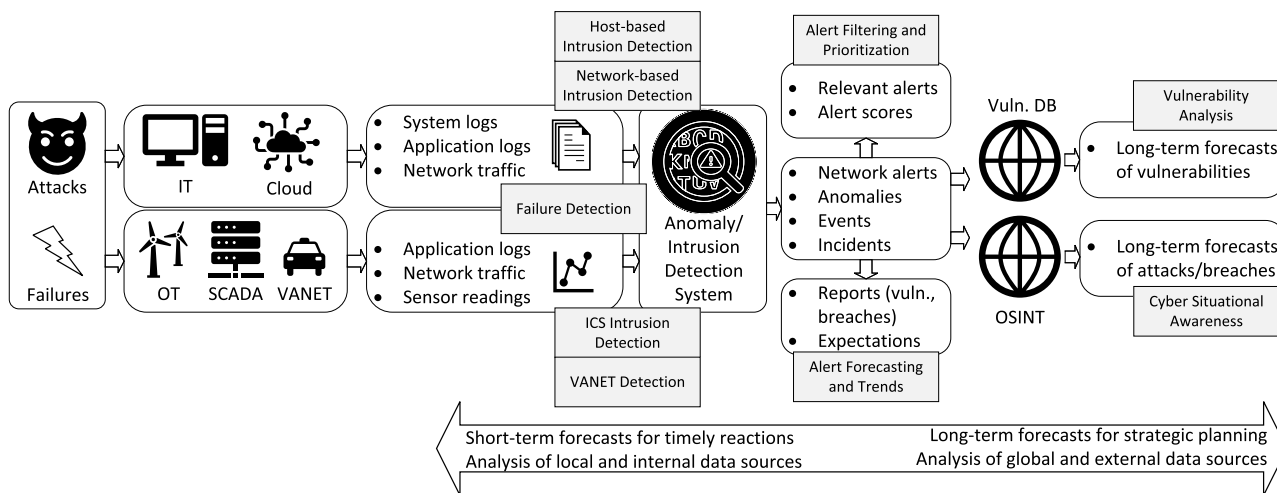 Host-based
Intrusion Detection
Network-based
Intrusion Detection
Alert Filtering and
Prioritization
• Relevant alerts
• Alert scores
Vuln. DB
Vulnerability
Analysis
• Long-term forecasts
of vulnerabilities
Attacks
IT
Cloud
• System logs
• Application logs
• Network traffic
Failure Detection
BCD
KN
TUV
Anomaly/
Intrusion
Detection
System
• Network alerts
• Anomalies
• Events
• Incidents
Failures
OT
SCADA
VANET
• Application logs
• Network traffic
• Sensor readings
ICS Intrusion
Detection
VANET Detection
• Reports (vuln.,
breaches)
• Expectations
Alert Forecasting
and Trends
OSINT
• Long-term forecasts
of attacks/breaches
Cyber Situational
Awareness
Short-term forecasts for timely reactions
Analysis of local and internal data sources
Long-term forecasts for strategic planning
Analysis of global and external data sources